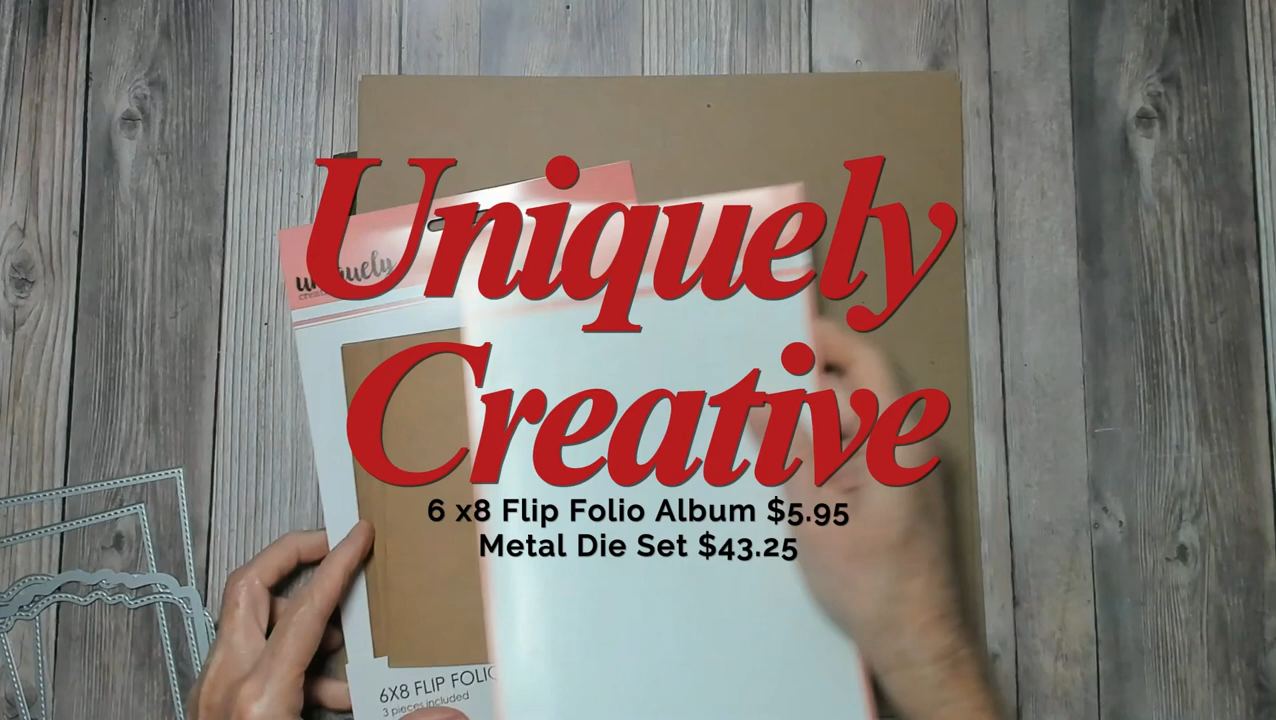 Uniquely
Creative
6 x8 Flip Folio Album $5.95
Metal Die Set $43.25
uniquely
6X8 FLIP FOLIO
3 pieces included